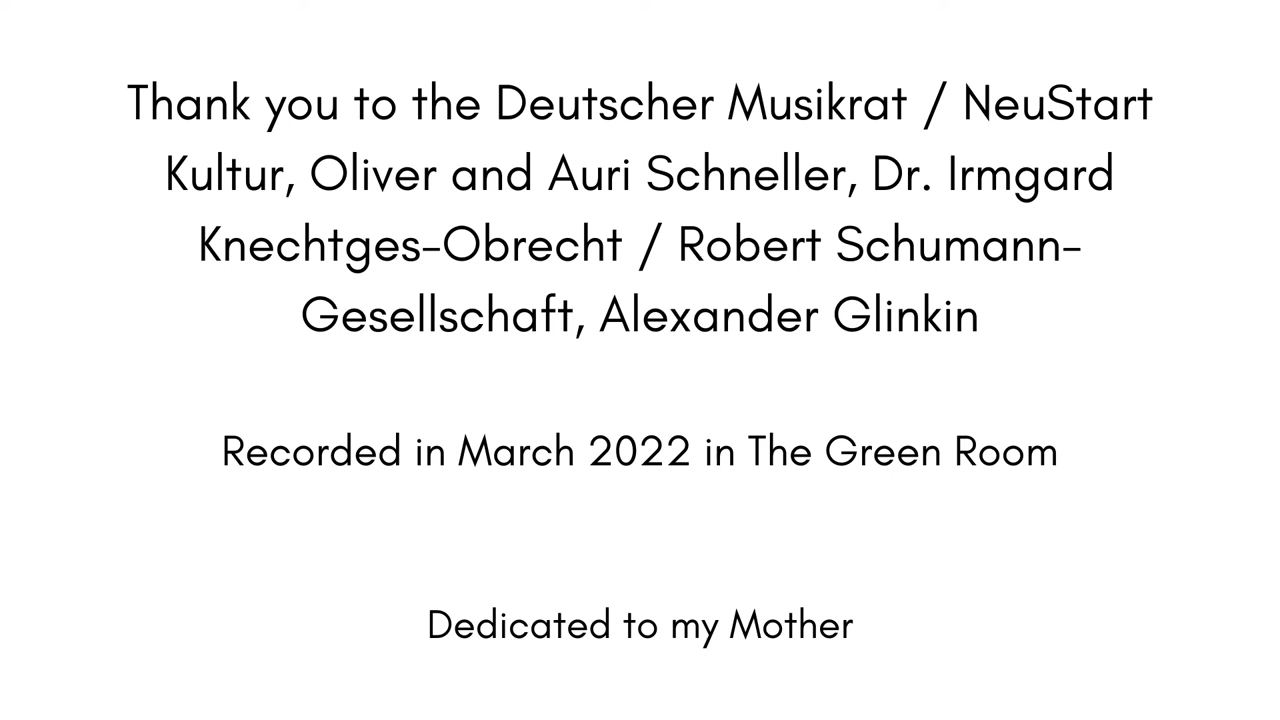 Thank you to the Deutscher Musikrat / NeuStart
Kultur, Oliver and Auri Schneller, Dr. Irmgard
Knechtges-Obrecht / Robert Schumann-
Gesellschaft, Alexander Glinkin
Recorded in March 2022 in The Green Room
Dedicated to my Mother